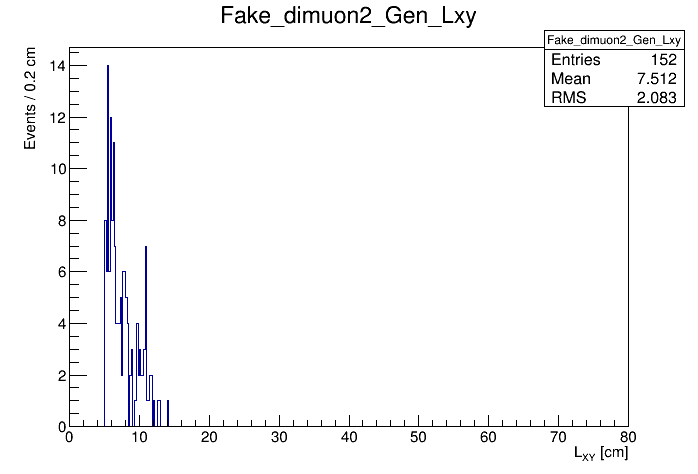 Fake_dimuon2_Gen_Lxy
Fake_dimuon2_Gen_Lxy
Entries 152
Mean 7.512
RMS 2.083
Events / 0.2 cm
14
12
10
8
6
4
2
0
0 10 20 30 40 50 60 70 80
L_XY [cm]